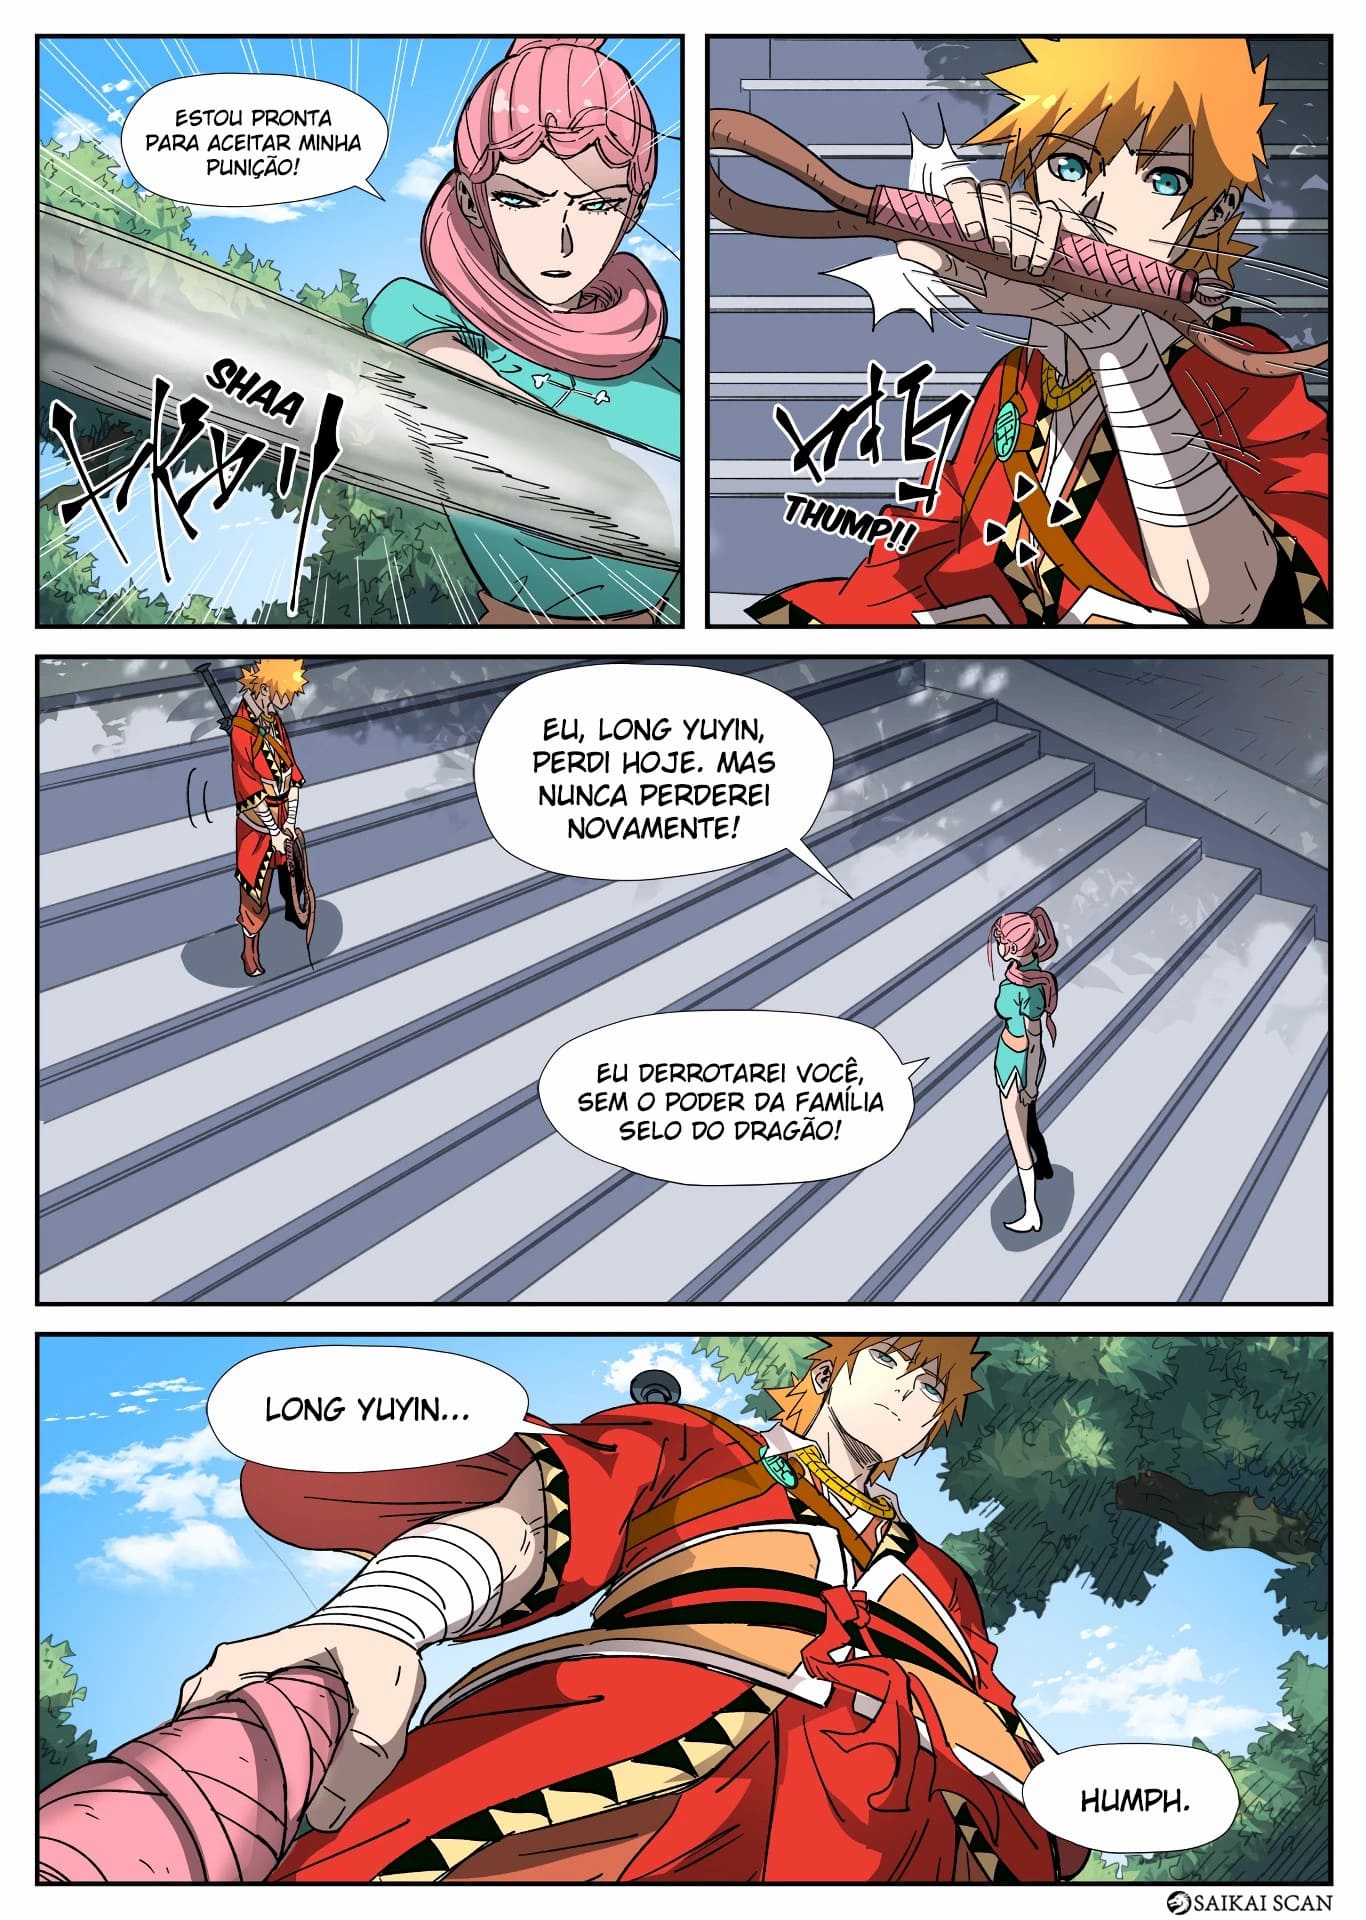 ESTOU PRONTA
PARA ACEITAR MINHA
PUNIÇÃO!
SHAA
THUMP!!
EU, LONG YUYIN,
PERDI HOJE. MAS
NUNCA PERDEREI
NOVAMENTE!
EU DERROTAREI VOCÊ,
SEM O PODER DA FAMÍLIA
SELO DO DRAGÃO!
LONG YUYIN...
HUMPH.
SAIKAI SCAN